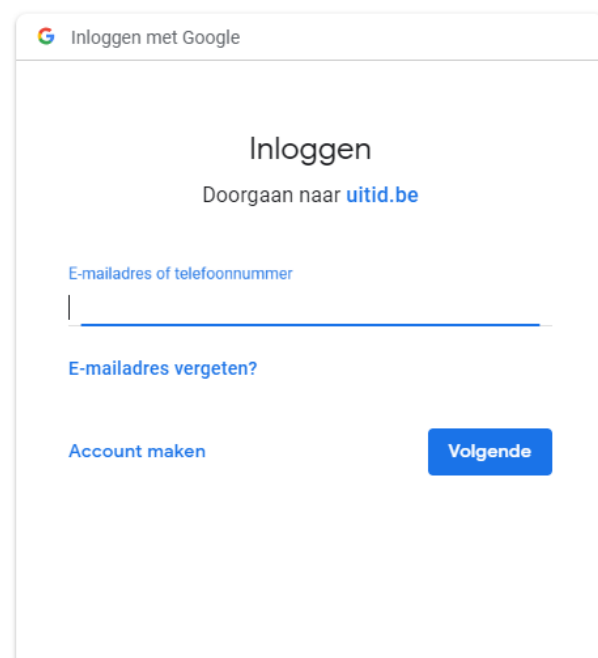 Inloggen met Google
Inloggen
Doorgaan naar uitid.be
E-mailadres of telefoonnummer
E-mailadres vergeten?
Account maken
Volgende